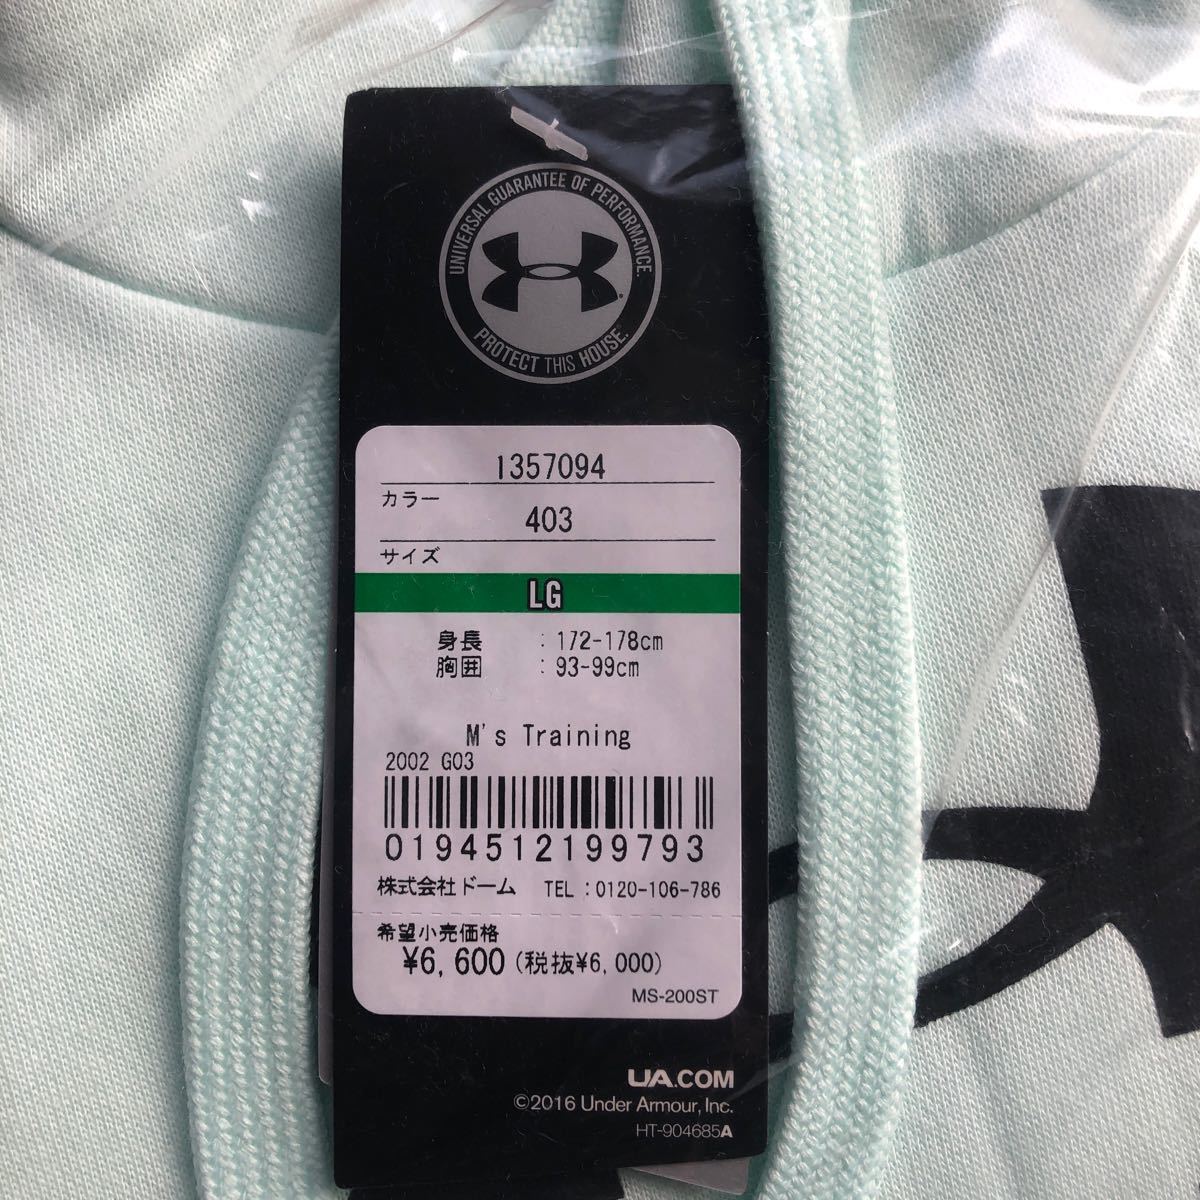 UNIVERSAL GUARANTEE OF PERFORMANCE.
PROTECT THIS HOUSE.
1357094
カラー
403
サイズ
LG
身長 : 172-178cm
胸囲 : 93-99cm
M's Training
2002 G03
0194512199793
株式会社ドーム TEL:0120-106-786
希望小売価格
¥6,600(税抜¥6,000)
MS-200ST
UA.COM
©2016 Under Armour, Inc.
HT-904685A